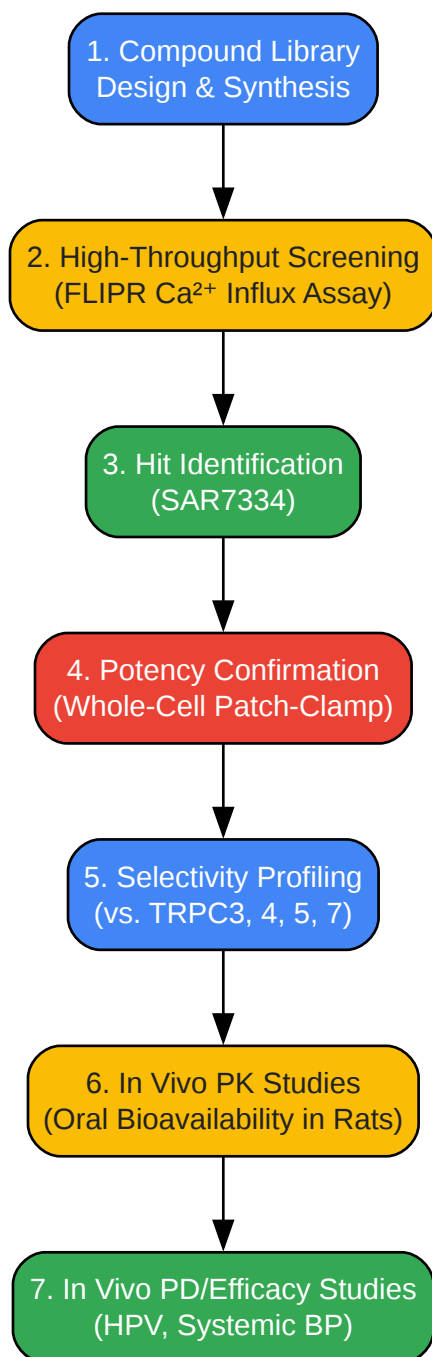 1. Compound Library
Design & Synthesis
2. High-Throughput Screening
(FLIPR Ca²⁺ Influx Assay)
3. Hit Identification
(SAR7334)
4. Potency Confirmation
(Whole-Cell Patch-Clamp)
5. Selectivity Profiling
(vs. TRPC3, 4, 5, 7)
6. In Vivo PK Studies
(Oral Bioavailability in Rats)
7. In Vivo PD/Efficacy Studies
(HPV, Systemic BP)